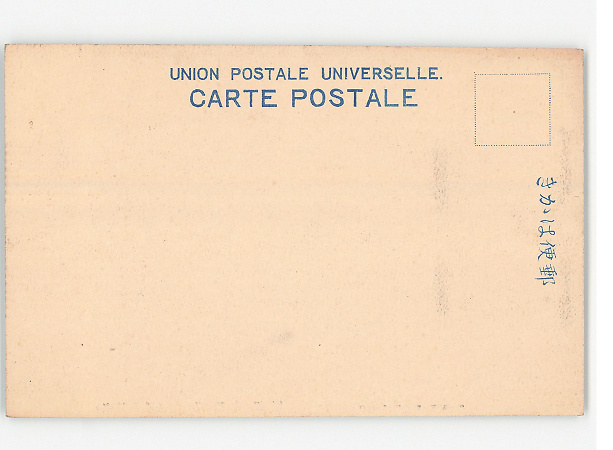 UNION POSTALE UNIVERSELLE.
CARTE POSTALE
郵便はかき